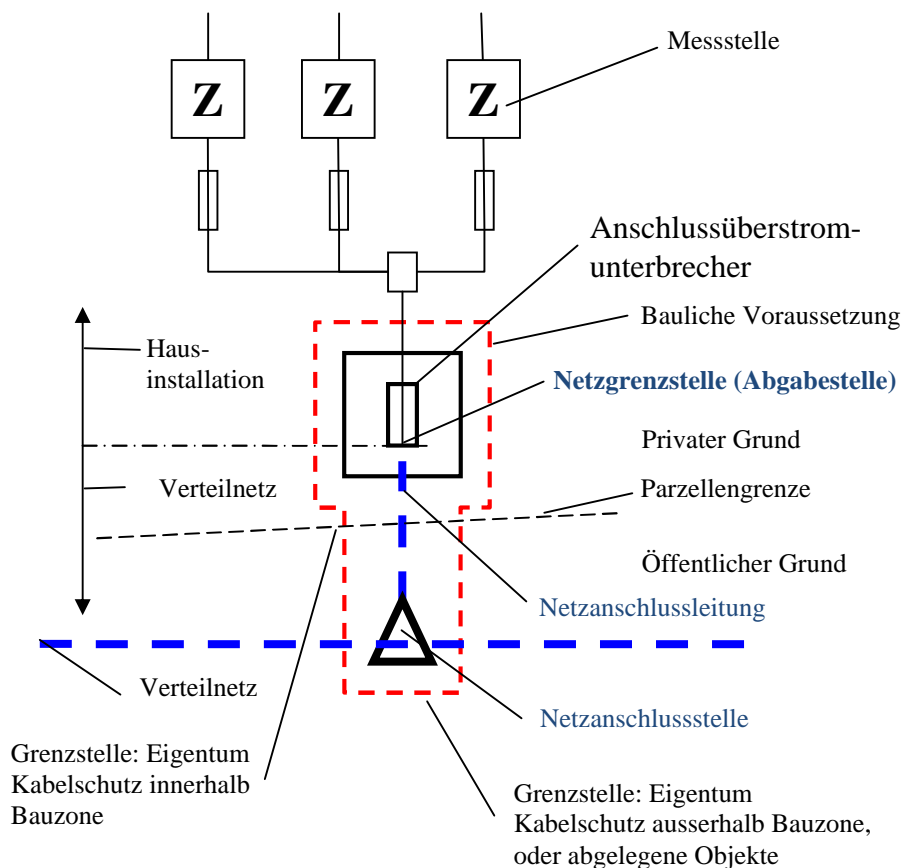 Messstelle
Z Z Z
Anschlussüberstrom-
unterbrecher
Bauliche Voraussetzung
Haus-
installation
Netzgrenzstelle (Abgabestelle)
Privater Grund
Verteilnetz
Parzellengrenze
Öffentlicher Grund
Netzanschlussleitung
Verteilnetz
Netzanschlussstelle
Grenzstelle: Eigentum
Kabelschutz innerhalb
Bauzone
Grenzstelle: Eigentum
Kabelschutz ausserhalb Bauzone,
oder abgelegene Objekte